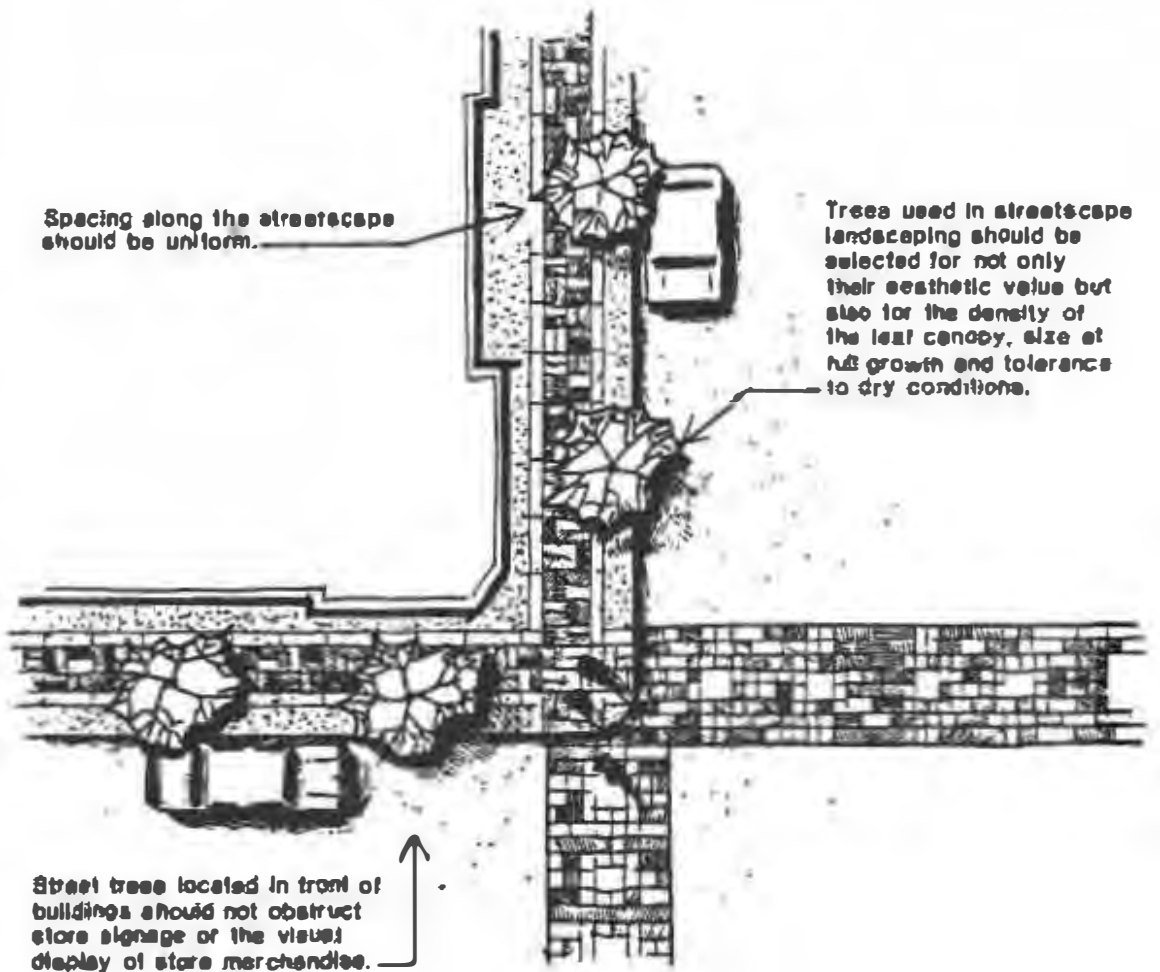 Spacing along the streetscape
should be uniform.
Trees used in streetscape
landscaping should be
selected for not only
their aesthetic value but
also for the density of
the leaf canopy, size at
full growth and tolerance
to dry conditions.
Street trees located in front of
buildings should not obstruct
store signage or the visual
display of store merchandise.